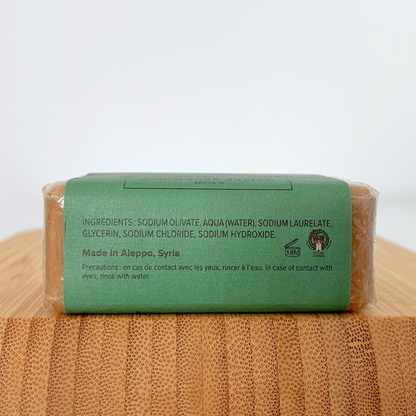 INGREDIENTS : SODIUM OLIVATE, AQUA (WATER), SODIUM LAURELATE,
GLYCERIN, SODIUM CHLORIDE, SODIUM HYDROXIDE.
Made in Aleppo, Syria
18M
Precautions : en cas de contact avec les yeux, rincer à l'eau. In case of contact with
eyes, rinse with water.